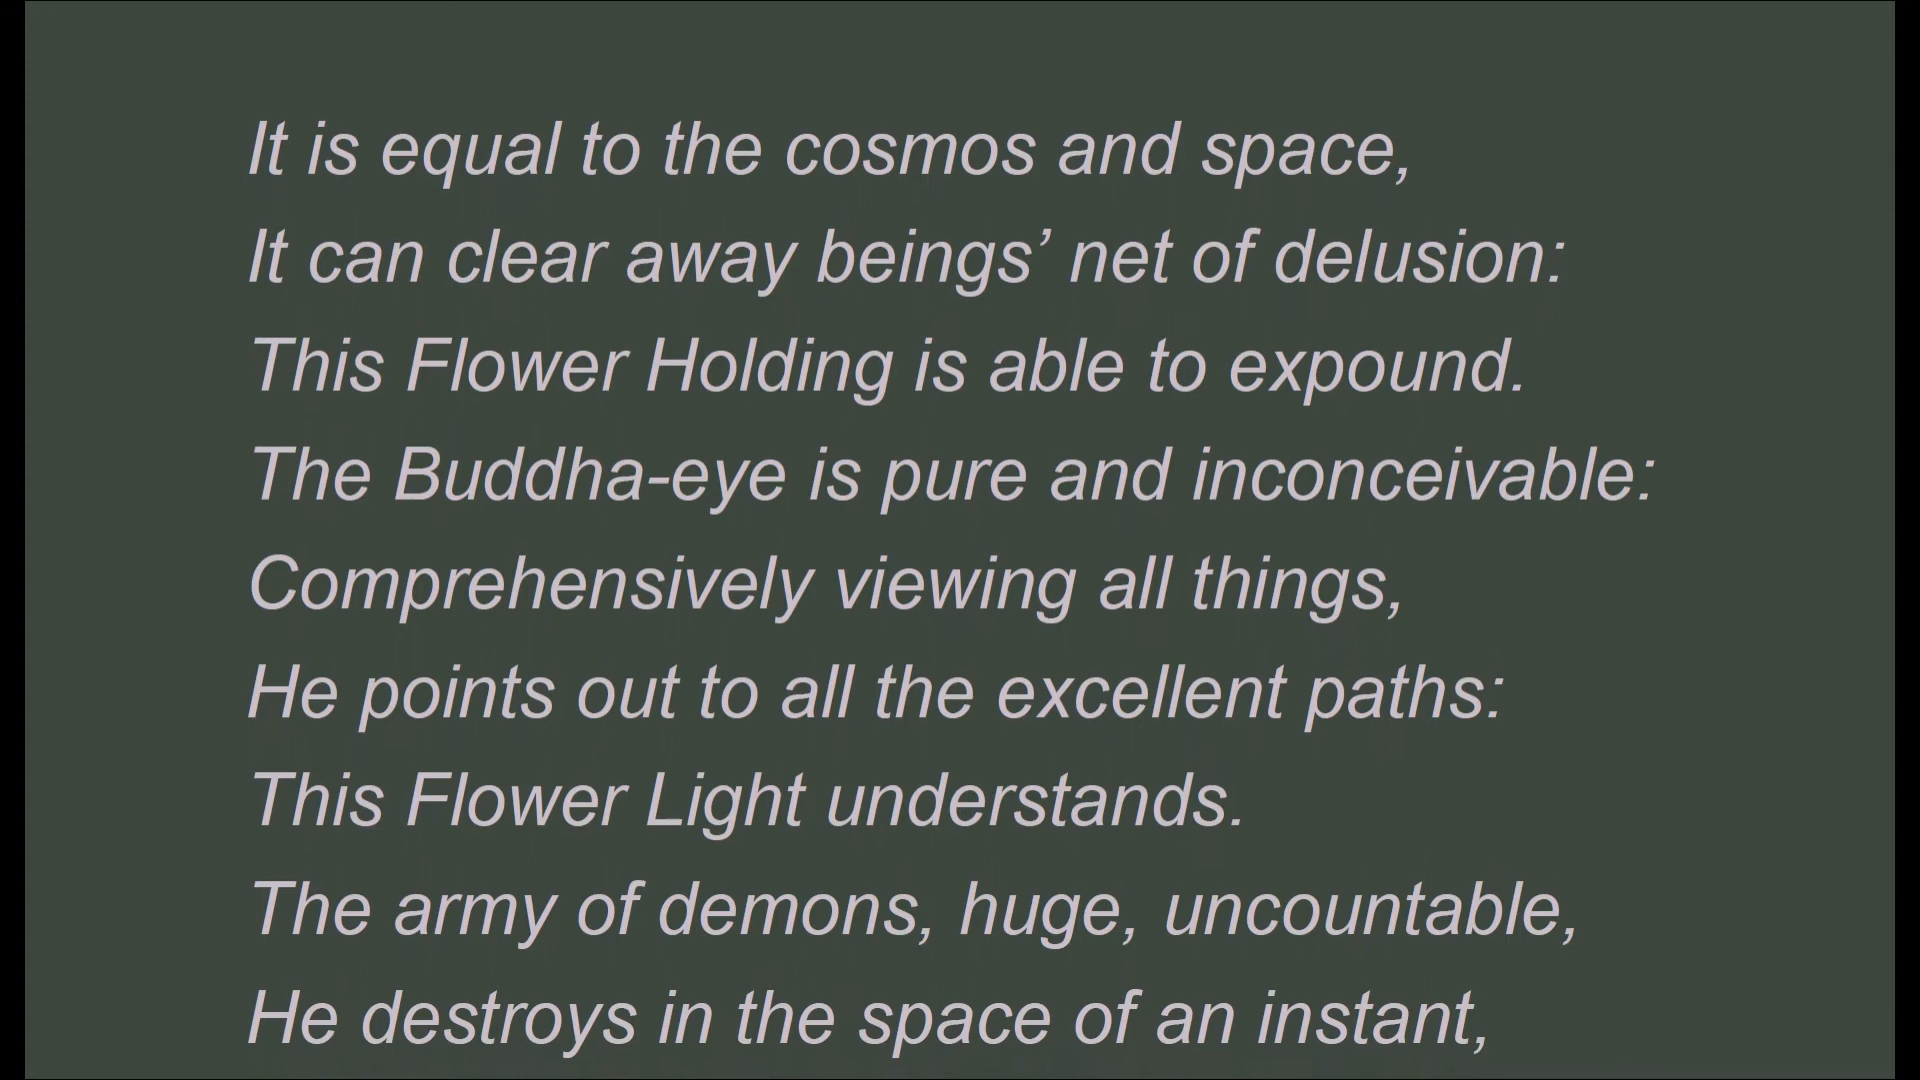 It is equal to the cosmos and space,
It can clear away beings’ net of delusion:
This Flower Holding is able to expound.
The Buddha-eye is pure and inconceivable:
Comprehensively viewing all things,
He points out to all the excellent paths:
This Flower Light understands.
The army of demons, huge, uncountable,
He destroys in the space of an instant,